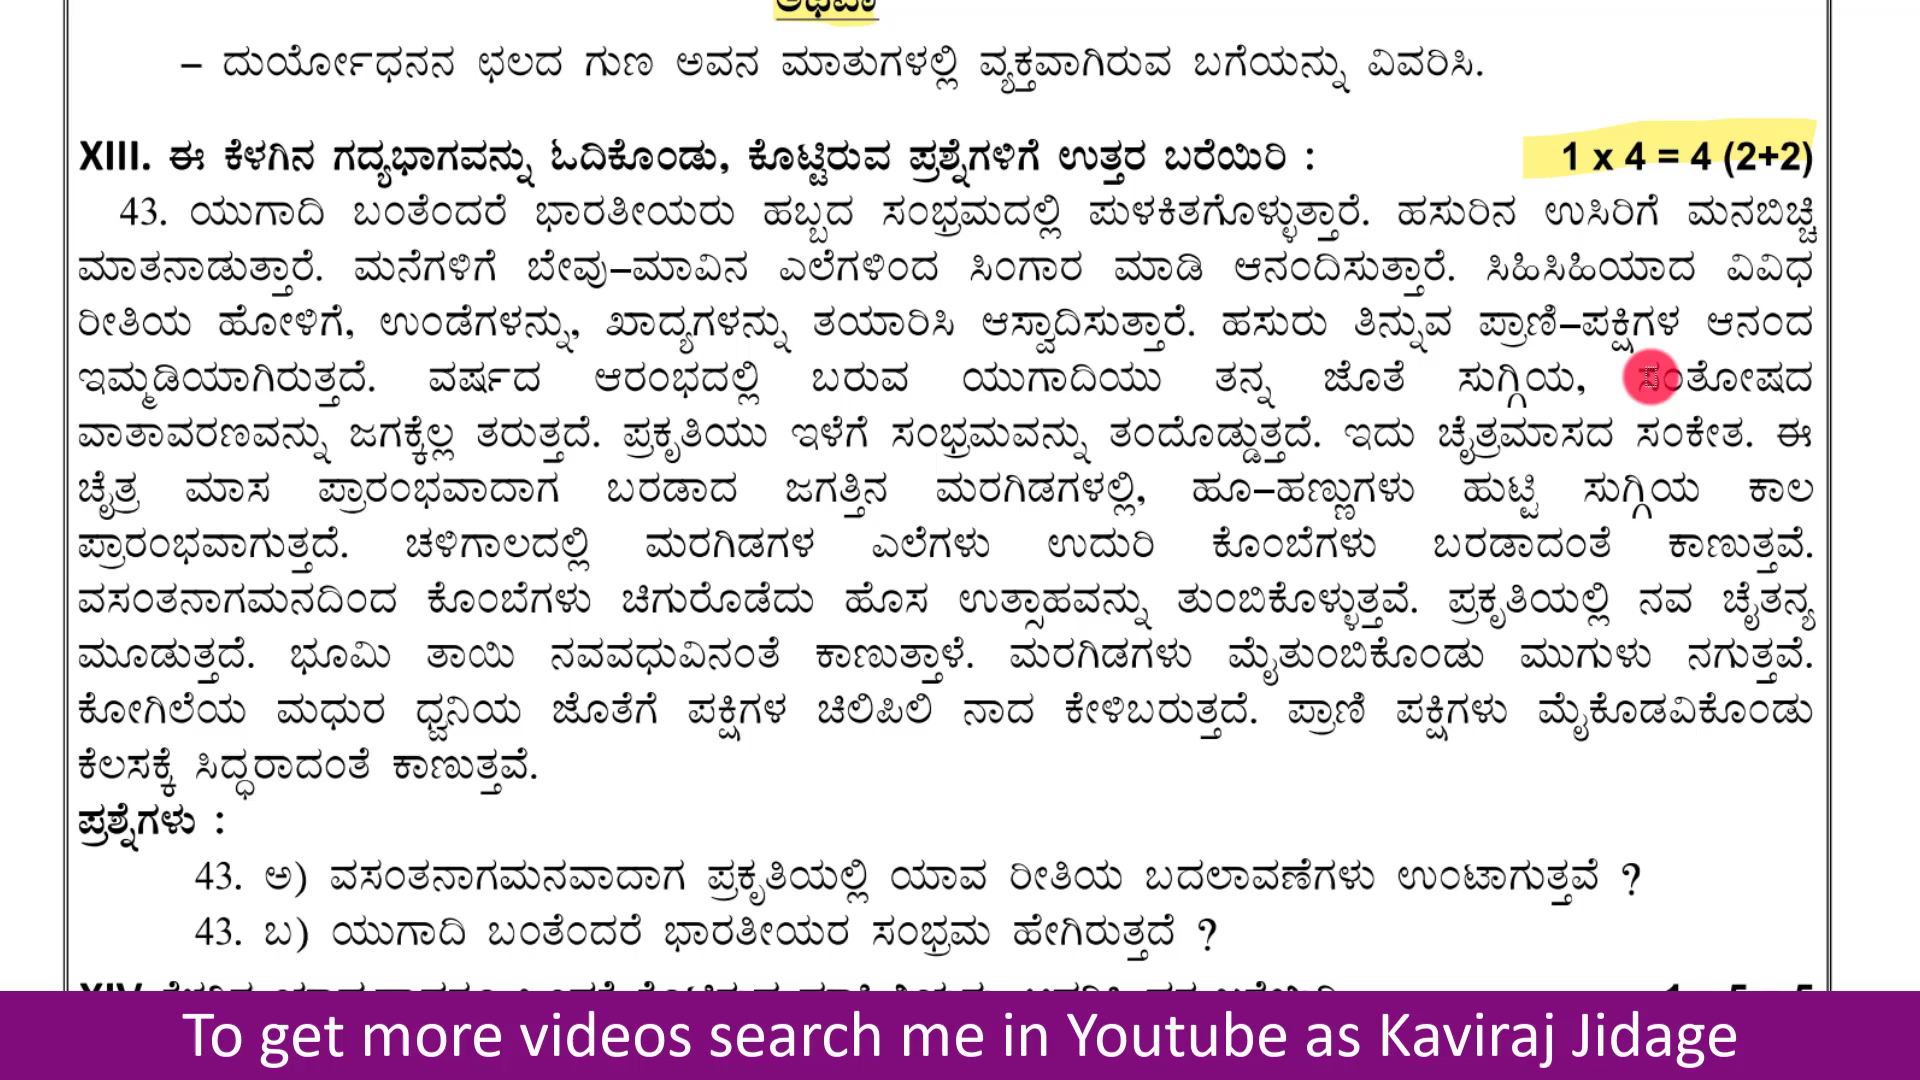 ಅಥವಾ
– ದುರ್ಯೋಧನನ ಛಲದ ಗುಣ ಅವನ ಮಾತುಗಳಲ್ಲಿ ವ್ಯಕ್ತವಾಗಿರುವ ಬಗೆಯನ್ನು ವಿವರಿಸಿ.
XIII. ಈ ಕೆಳಗಿನ ಗದ್ಯಭಾಗವನ್ನು ಓದಿಕೊಂಡು, ಕೊಟ್ಟಿರುವ ಪ್ರಶ್ನೆಗಳಿಗೆ ಉತ್ತರ ಬರೆಯಿರಿ : 1 x 4 = 4 (2+2)
43. ಯುಗಾದಿ ಬಂತೆಂದರೆ ಭಾರತೀಯರು ಹಬ್ಬದ ಸಂಭ್ರಮದಲ್ಲಿ ಪುಳಕಿತಗೊಳ್ಳುತ್ತಾರೆ. ಹಸುರಿನ ಉಸಿರಿಗೆ ಮನಬಿಚ್ಚಿ
ಮಾತನಾಡುತ್ತಾರೆ. ಮನೆಗಳಿಗೆ ಬೇವು–ಮಾವಿನ ಎಲೆಗಳಿಂದ ಸಿಂಗಾರ ಮಾಡಿ ಆನಂದಿಸುತ್ತಾರೆ. ಸಿಹಿಸಿಹಿಯಾದ ವಿವಿಧ
ರೀತಿಯ ಹೋಳಿಗೆ, ಉಂಡೆಗಳನ್ನು, ಖಾದ್ಯಗಳನ್ನು ತಯಾರಿಸಿ ಆಸ್ವಾದಿಸುತ್ತಾರೆ. ಹಸುರು ತಿನ್ನುವ ಪ್ರಾಣಿ–ಪಕ್ಷಿಗಳ ಆನಂದ
ಇಮ್ಮಡಿಯಾಗಿರುತ್ತದೆ. ವರ್ಷದ ಆರಂಭದಲ್ಲಿ ಬರುವ ಯುಗಾದಿಯು ತನ್ನ ಜೊತೆ ಸುಗ್ಗಿಯ, ಸಂತೋಷದ
ವಾತಾವರಣವನ್ನು ಜಗಕ್ಕೆಲ್ಲ ತರುತ್ತದೆ. ಪ್ರಕೃತಿಯು ಇಳೆಗೆ ಸಂಭ್ರಮವನ್ನು ತಂದೊಡ್ಡುತ್ತದೆ. ಇದು ಚೈತ್ರಮಾಸದ ಸಂಕೇತ. ಈ
ಚೈತ್ರ ಮಾಸ ಪ್ರಾರಂಭವಾದಾಗ ಬರಡಾದ ಜಗತ್ತಿನ ಮರಗಿಡಗಳಲ್ಲಿ, ಹೂ–ಹಣ್ಣುಗಳು ಹುಟ್ಟಿ ಸುಗ್ಗಿಯ ಕಾಲ
ಪ್ರಾರಂಭವಾಗುತ್ತದೆ. ಚಳಿಗಾಲದಲ್ಲಿ ಮರಗಿಡಗಳ ಎಲೆಗಳು ಉದುರಿ ಕೊಂಬೆಗಳು ಬರಡಾದಂತೆ ಕಾಣುತ್ತವೆ.
ವಸಂತನಾಗಮನದಿಂದ ಕೊಂಬೆಗಳು ಚಿಗುರೊಡೆದು ಹೊಸ ಉತ್ಸಾಹವನ್ನು ತುಂಬಿಕೊಳ್ಳುತ್ತವೆ. ಪ್ರಕೃತಿಯಲ್ಲಿ ನವ ಚೈತನ್ಯ
ಮೂಡುತ್ತದೆ. ಭೂಮಿ ತಾಯಿ ನವವಧುವಿನಂತೆ ಕಾಣುತ್ತಾಳೆ. ಮರಗಿಡಗಳು ಮೈತುಂಬಿಕೊಂಡು ಮುಗುಳು ನಗುತ್ತವೆ.
ಕೋಗಿಲೆಯ ಮಧುರ ಧ್ವನಿಯ ಜೊತೆಗೆ ಪಕ್ಷಿಗಳ ಚಿಲಿಪಿಲಿ ನಾದ ಕೇಳಿಬರುತ್ತದೆ. ಪ್ರಾಣಿ ಪಕ್ಷಿಗಳು ಮೈಕೊಡವಿಕೊಂಡು
ಕೆಲಸಕ್ಕೆ ಸಿದ್ಧರಾದಂತೆ ಕಾಣುತ್ತವೆ.
ಪ್ರಶ್ನೆಗಳು :
43. ಅ) ವಸಂತನಾಗಮನವಾದಾಗ ಪ್ರಕೃತಿಯಲ್ಲಿ ಯಾವ ರೀತಿಯ ಬದಲಾವಣೆಗಳು ಉಂಟಾಗುತ್ತವೆ ?
43. ಬ) ಯುಗಾದಿ ಬಂತೆಂದರೆ ಭಾರತೀಯರ ಸಂಭ್ರಮ ಹೇಗಿರುತ್ತದೆ ?
To get more videos search me in Youtube as Kaviraj Jidage